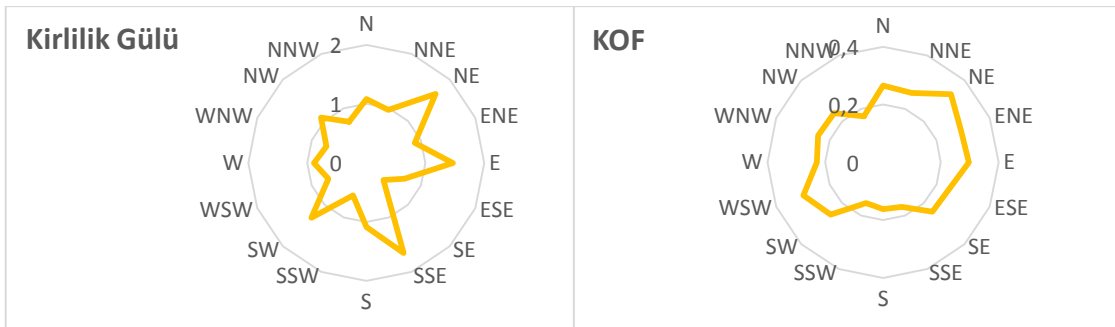 Kirlilik Gülü
N
NNE
NE
ENE
E
ESE
SE
SSE
S
SSW
SW
WSW
W
WNW
NW
NNW
2
1
0
KOF
N
NNE
NE
ENE
E
ESE
SE
SSE
S
SSW
SW
WSW
W
WNW
NW
NNW
0,4
0,2
0